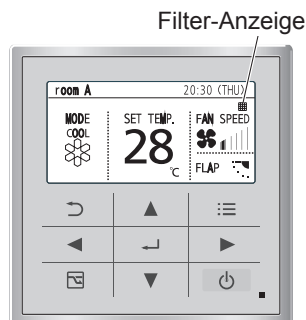 Filter-Anzeige
room A 20:30 (THU)
MODE SET TEMP. FAN SPEED
COOL
28
°C FLAP